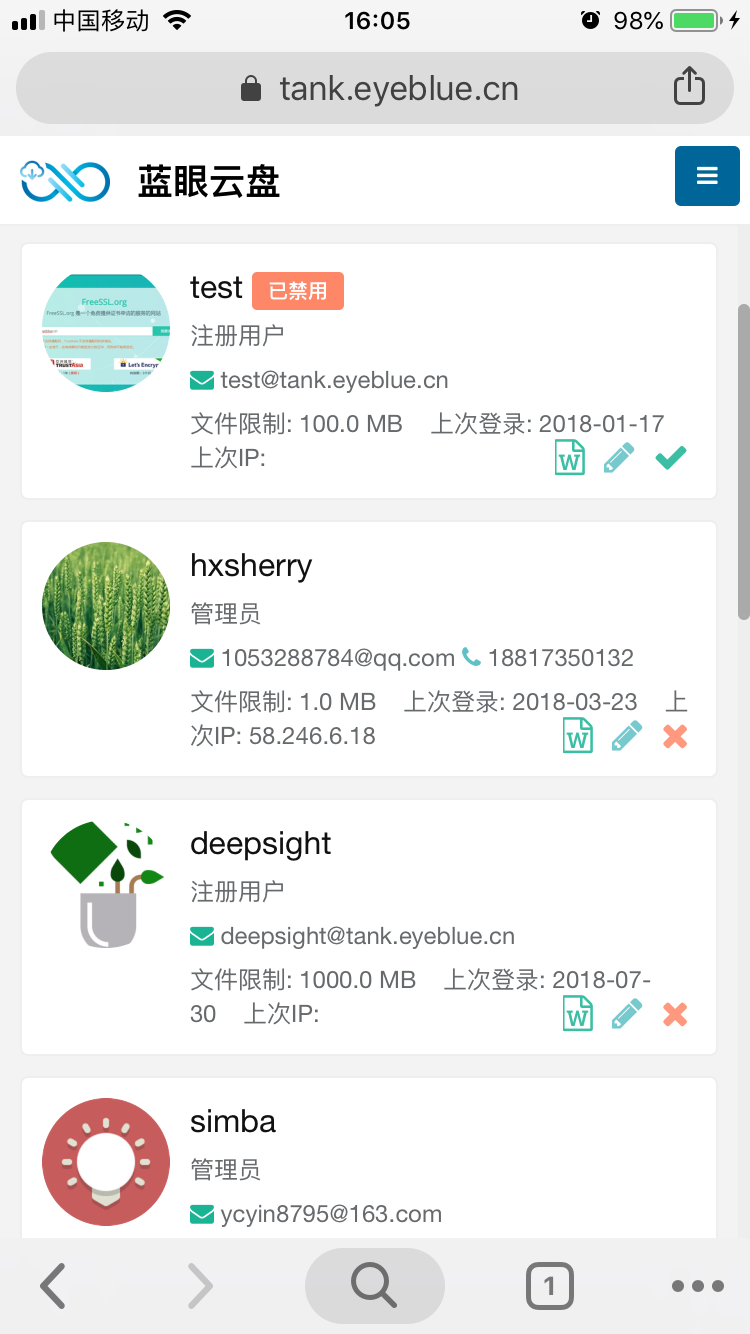 中国移动 16:05 98%
tank.eyeblue.cn
蓝眼云盘
FreeSSL.org
test 已禁用
注册用户
test@tank.eyeblue.cn
文件限制: 100.0 MB 上次登录: 2018-01-17
上次IP:
W
hxsherry
管理员
1053288784@qq.com 18817350132
文件限制: 1.0 MB 上次登录: 2018-03-23 上
次IP: 58.246.6.18
W
deepsight
注册用户
deepsight@tank.eyeblue.cn
文件限制: 1000.0 MB 上次登录: 2018-07-
30 上次IP:
W
simba
管理员
ycyin8795@163.com
1